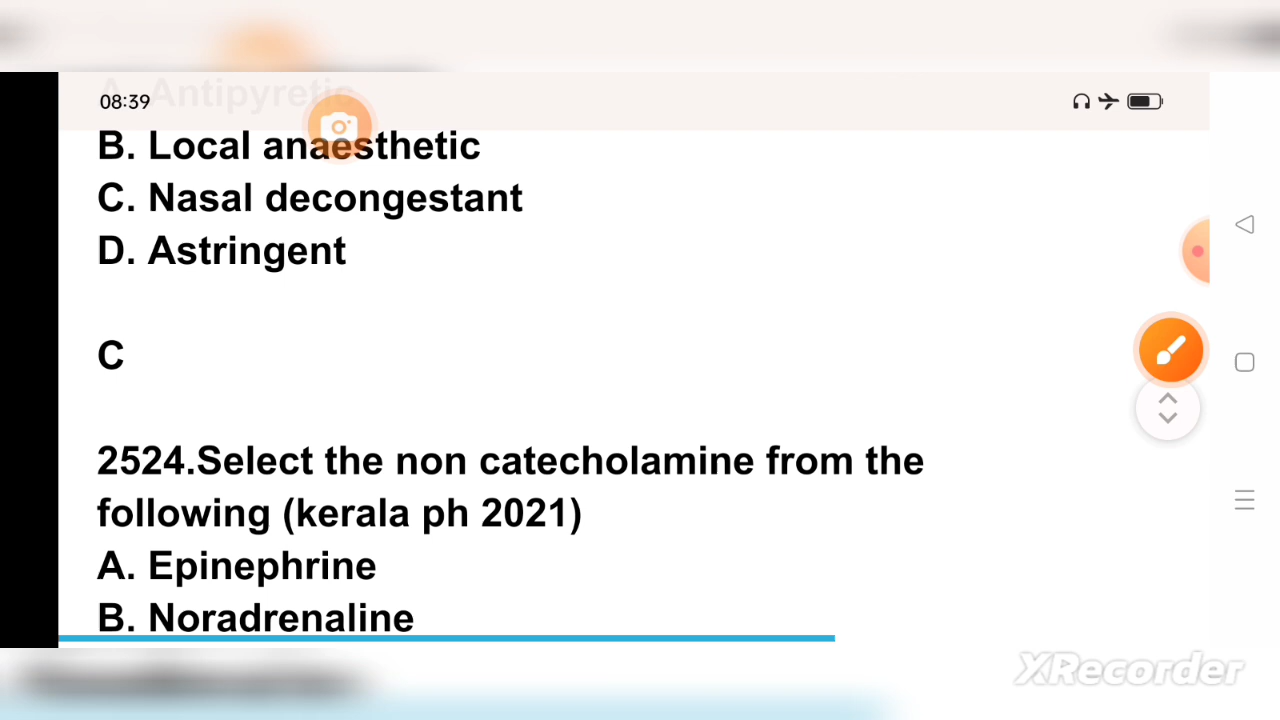 A. Antipyretic
08:39
B. Local anaesthetic
C. Nasal decongestant
D. Astringent
C
2524.Select the non catecholamine from the
following (kerala ph 2021)
A. Epinephrine
B. Noradrenaline
XRecorder